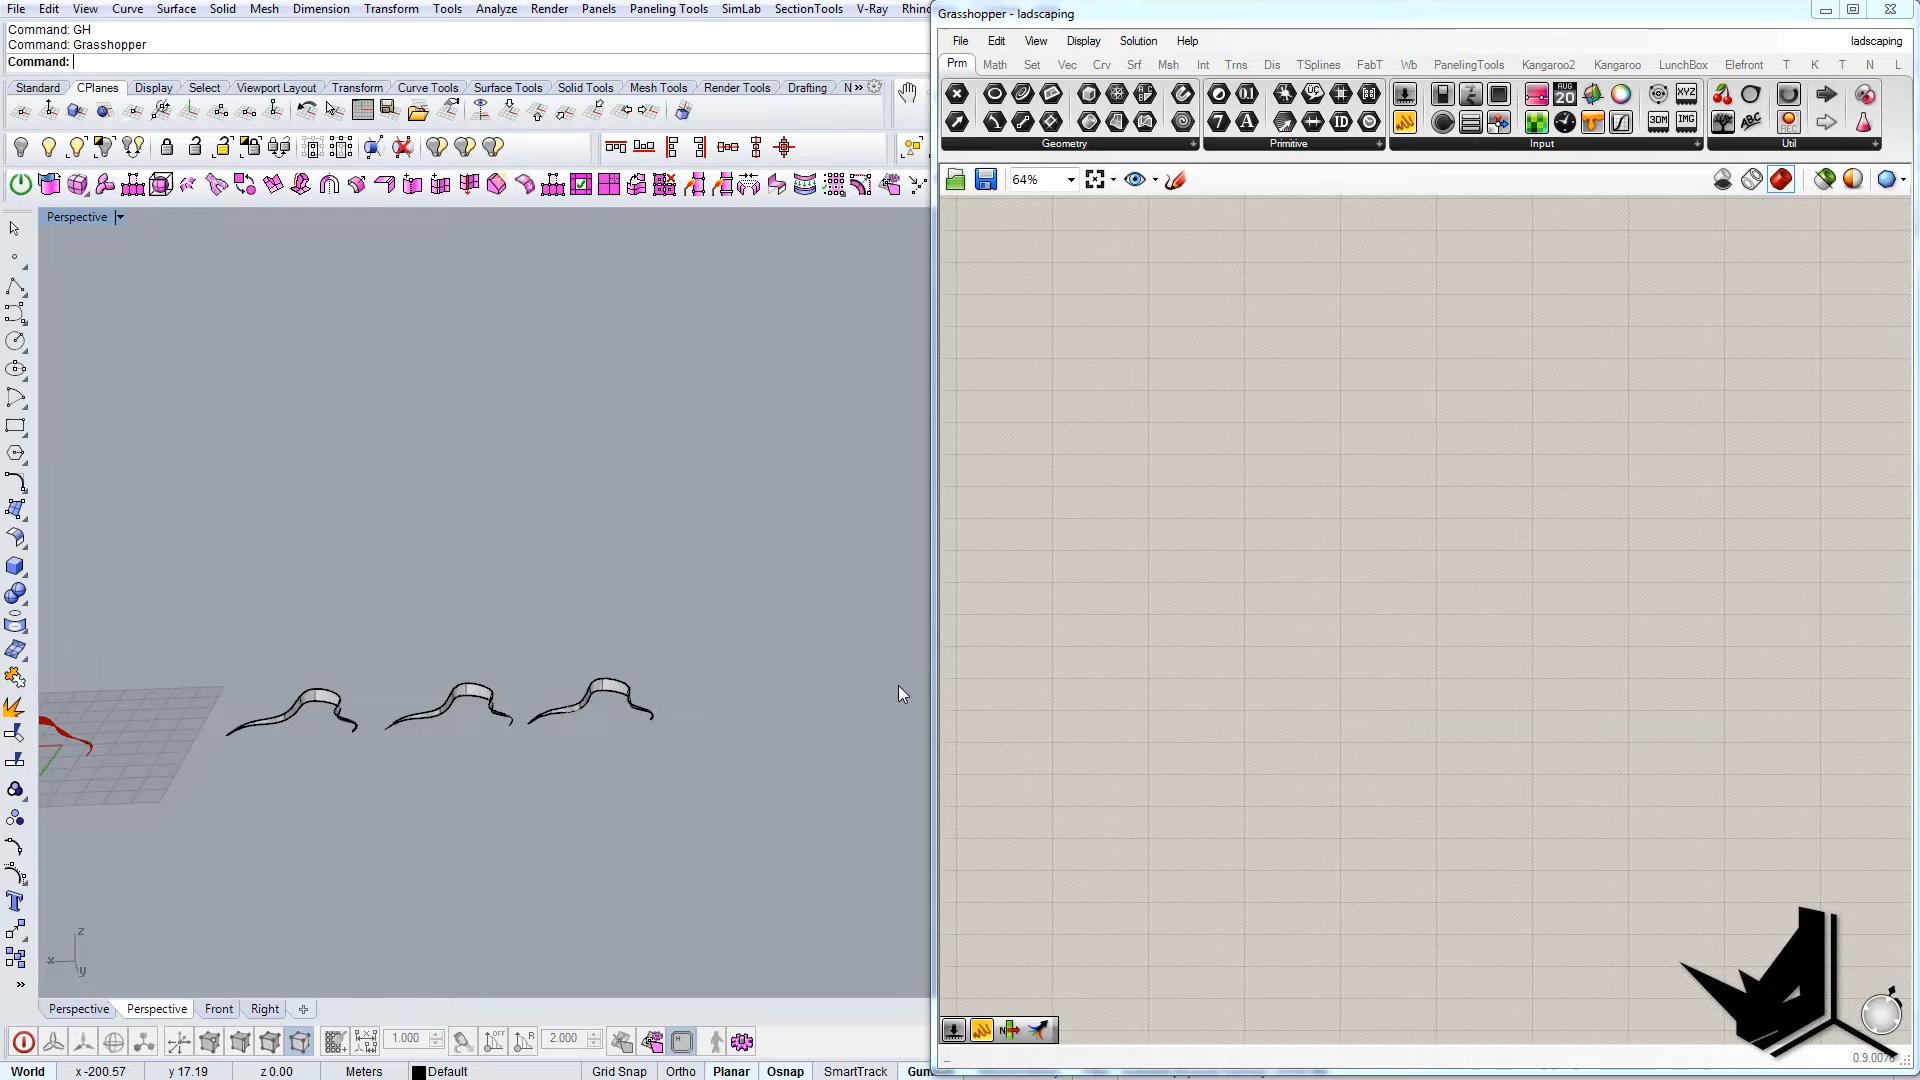 File Edit View Curve Surface Solid Mesh Dimension Transform Tools Analyze Render Panels Paneling Tools SimLab SectionTools V-Ray Rhin
Grasshopper - ladscaping
Command: GH
Command: Grasshopper
Command:
File Edit View Display Solution Help ladscaping
Prm Math Set Vec Crv Srf Msh Int Trns Dis TSplines FabT Wb PanelingTools Kangaroo2 Kangaroo LunchBox Elefront T K T N L
Standard CPlanes Display Select Viewport Layout Transform Curve Tools Surface Tools Solid Tools Mesh Tools Render Tools Drafting N »
Geometry Primitive Input Util
64%
Perspective
z
x
y
Perspective Perspective Front Right
1.000 2.000
0.9.0076
World x -200.57 y 17.19 z 0.00 Meters Default Grid Snap Ortho Planar Osnap SmartTrack Gum